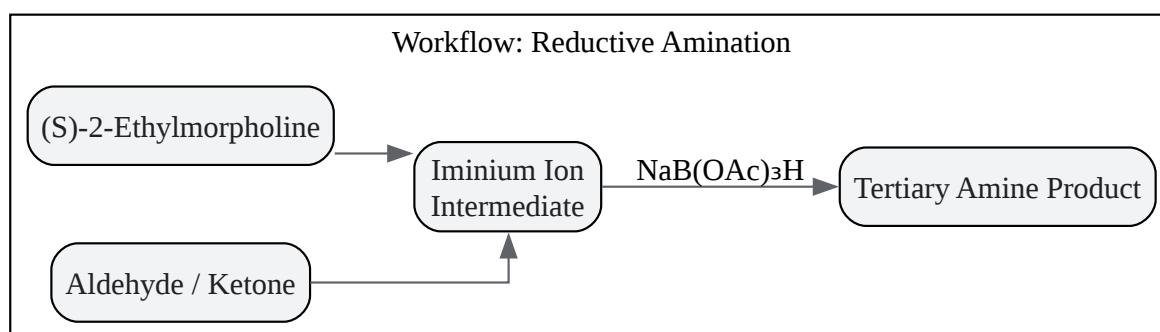 Workflow: Reductive Amination
(S)-2-Ethylmorpholine
Iminium Ion
Intermediate
NaB(OAc)₃H
Tertiary Amine Product
Aldehyde / Ketone